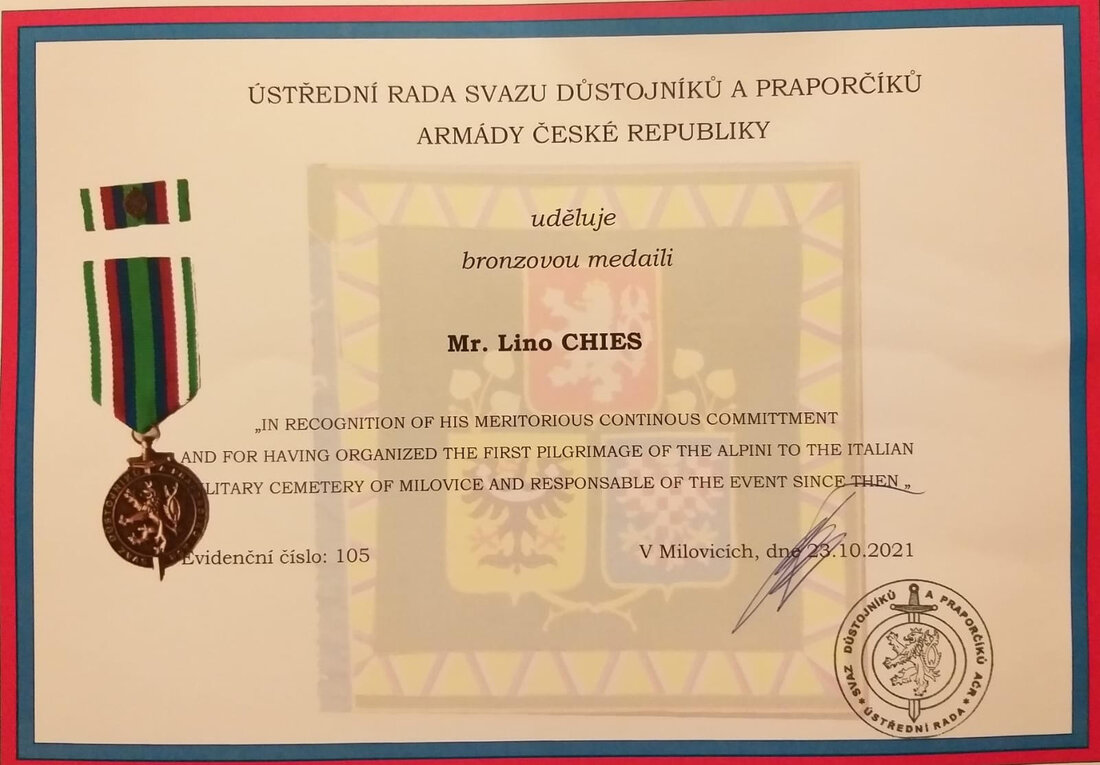 ÚSTŘEDNÍ RADA SVAZU DŮSTOJNÍKŮ A PRAPORČÍKŮ
ARMÁDY ČESKÉ REPUBLIKY
uděluje
bronzovou medaili
Mr. Lino CHIES
„IN RECOGNITION OF HIS MERITORIOUS CONTINOUS COMMITTMENT
AND FOR HAVING ORGANIZED THE FIRST PILGRIMAGE OF THE ALPINI TO THE ITALIAN
MILITARY CEMETERY OF MILOVICE AND RESPONSABLE OF THE EVENT SINCE THEN „
Evidenční číslo: 105
V Milovicích, dne 23.10.2021
SVAZ DŮSTOJNÍKŮ A PRAPORČÍKŮ AČR
* ÚSTŘEDNÍ RADA *